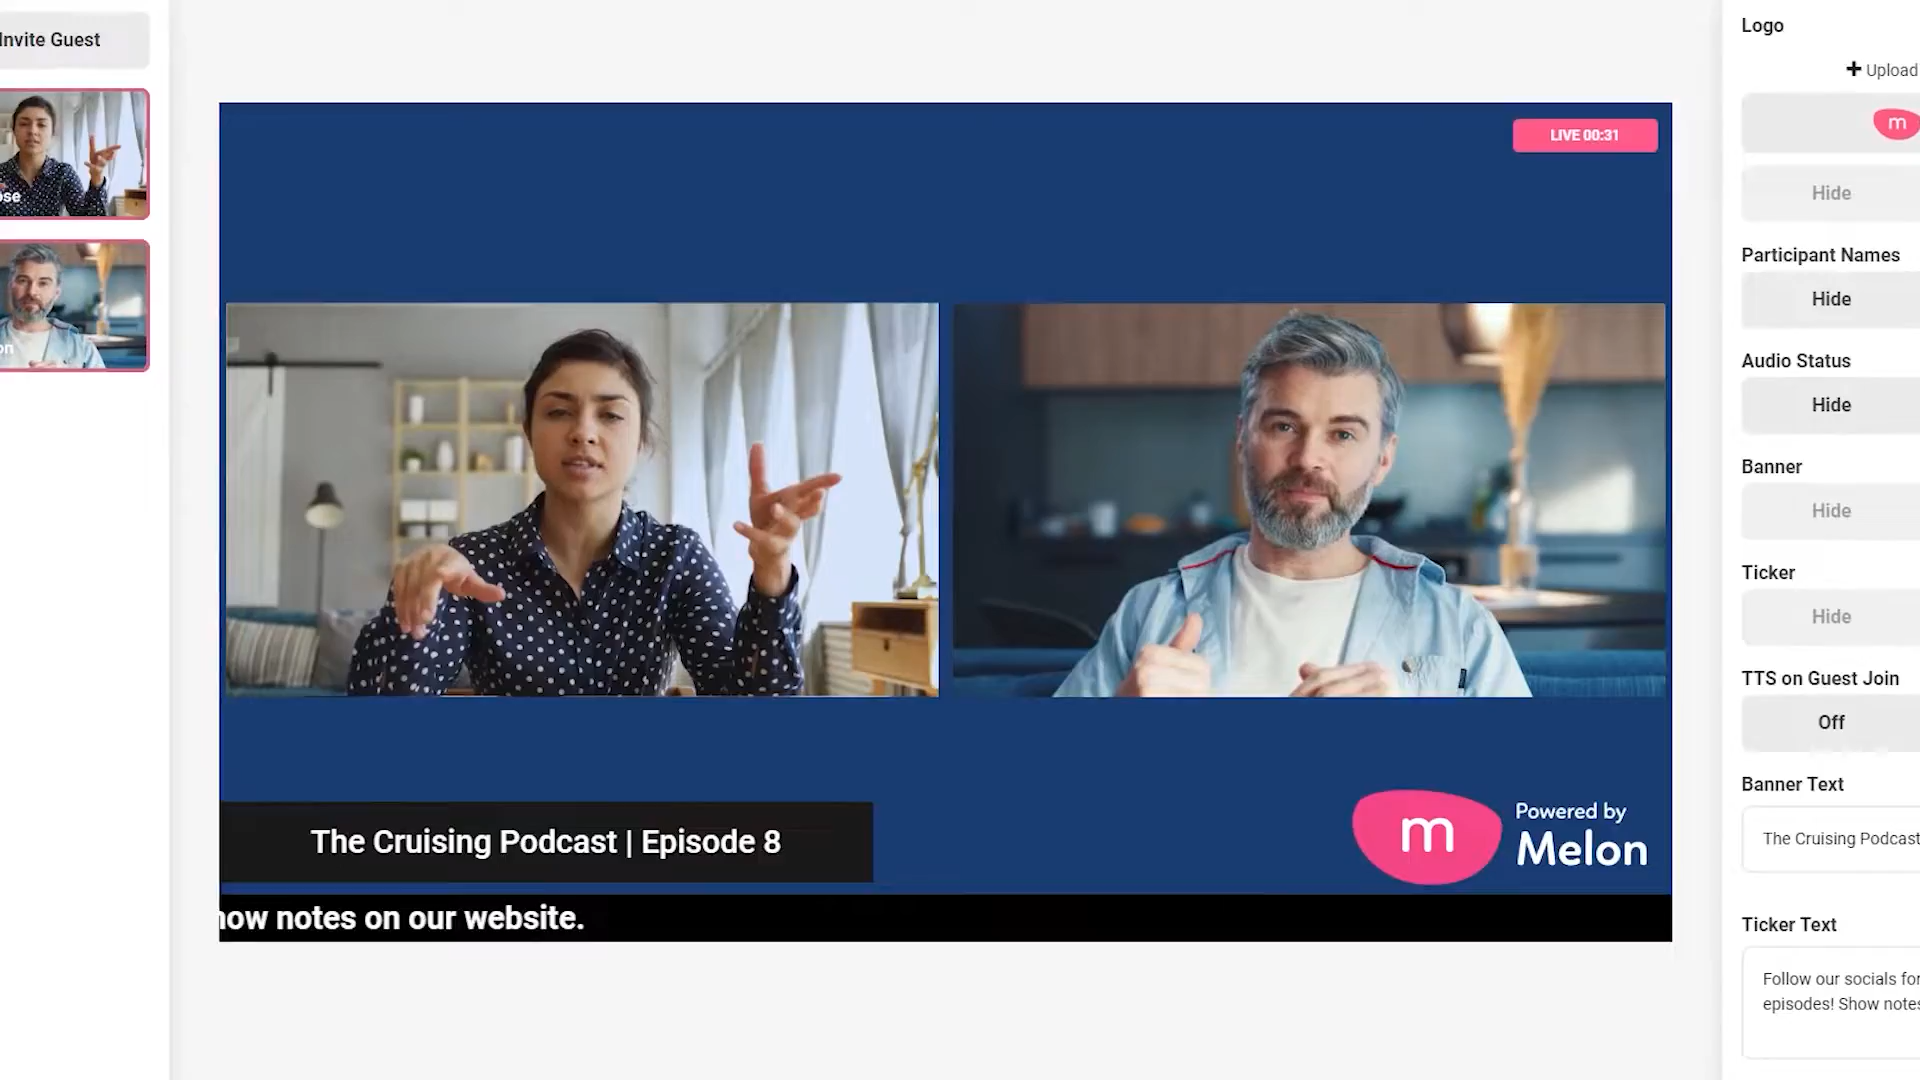 Invite Guest
LIVE 00:31
The Cruising Podcast | Episode 8
m
Powered by
Melon
now notes on our website.
Logo
+ Upload
m
Hide
Participant Names
Hide
Audio Status
Hide
Banner
Hide
Ticker
Hide
TTS on Guest Join
Off
Banner Text
The Cruising Podcast
Ticker Text
Follow our socials for
episodes! Show notes